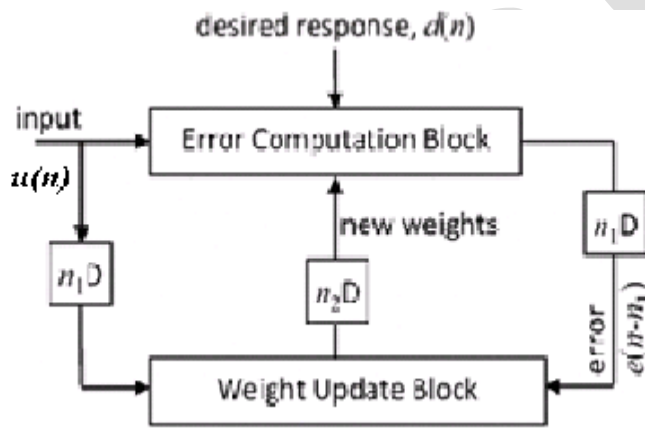 desired response, d(n)
input
Error Computation Block
u(n)
new weights
n₁D
n₁D
n₂D
error
e(n-n₁)
Weight Update Block